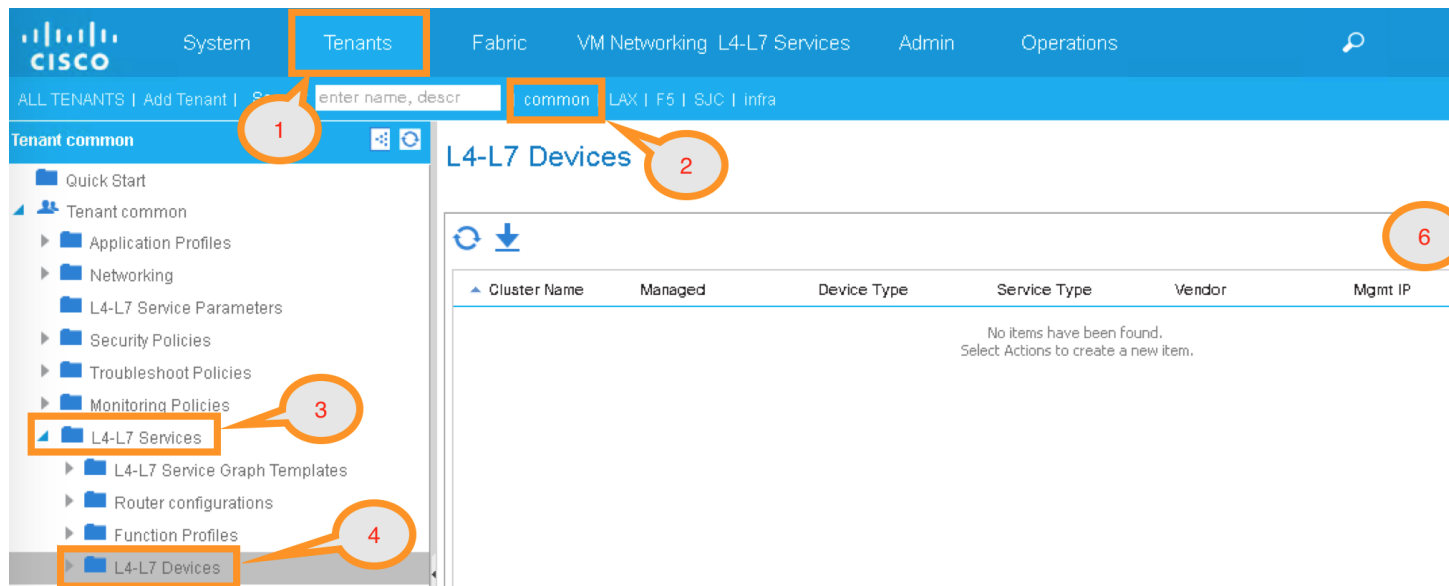 CISCO
System Tenants Fabric VM Networking L4-L7 Services Admin Operations
ALL TENANTS | Add Tenant | enter name, descr | common | LAX | F5 | SJC | infra
1
2
Tenant common
Quick Start
Tenant common
Application Profiles
Networking
L4-L7 Service Parameters
Security Policies
Troubleshoot Policies
Monitoring Policies
3
L4-L7 Services
L4-L7 Service Graph Templates
Router configurations
Function Profiles
4
L4-L7 Devices
L4-L7 Devices
6
Cluster Name Managed Device Type Service Type Vendor Mgmt IP
No items have been found.
Select Actions to create a new item.